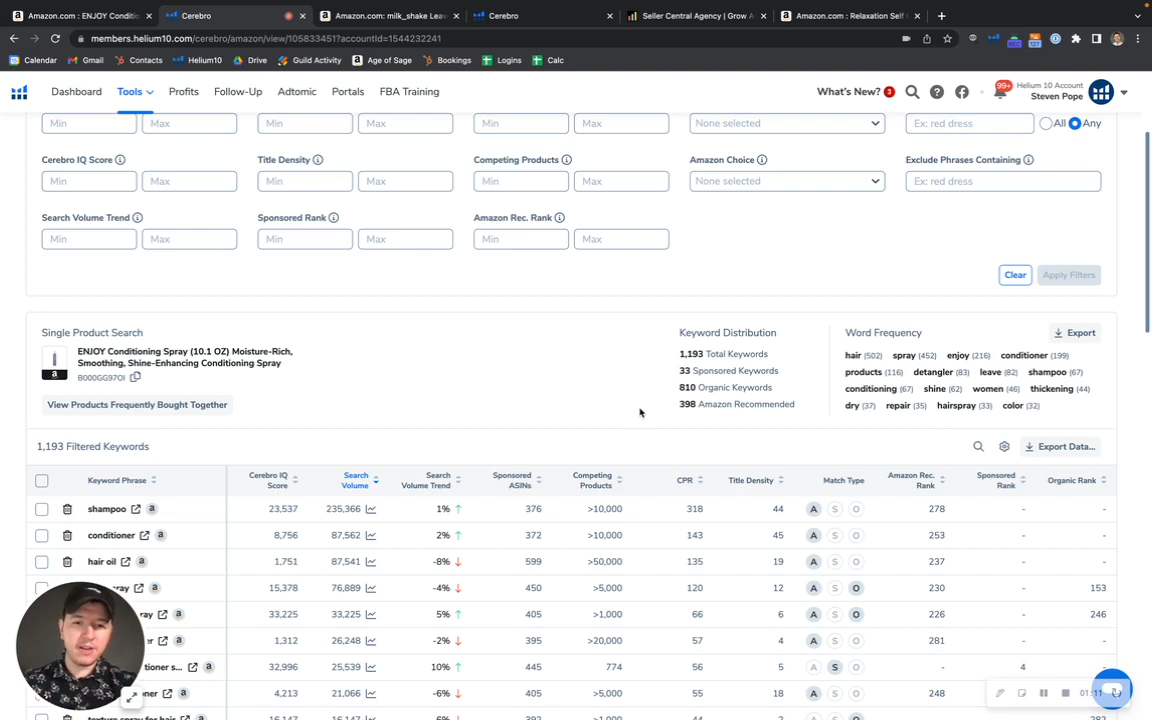 Amazon.com : ENJOY Conditio
Cerebro
Amazon.com: milk_shake Leav
Cerebro
Seller Central Agency | Grow A
Amazon.com : Relaxation Self
members.helium10.com/cerebro/amazon/view/105833451?accountId=1544232241
Calendar Gmail Contacts Helium10 Drive Guild Activity Age of Sage Bookings Logins Calc
Dashboard Tools Profits Follow-Up Adtomic Portals FBA Training What's New? 3 99+ Helium 10 Account
Steven Pope
Min Max Min Max Min Max None selected Ex: red dress All Any
Cerebro IQ Score Title Density Competing Products Amazon Choice Exclude Phrases Containing
Min Max Min Max Min Max None selected Ex: red dress
Search Volume Trend Sponsored Rank Amazon Rec. Rank
Min Max Min Max Min Max
Clear Apply Filters
Single Product Search
ENJOY Conditioning Spray (10.1 OZ) Moisture-Rich,
Smoothing, Shine-Enhancing Conditioning Spray
B000GG97OI
View Products Frequently Bought Together
Keyword Distribution
1,193 Total Keywords
33 Sponsored Keywords
810 Organic Keywords
398 Amazon Recommended
Word Frequency Export
hair (502) spray (452) enjoy (216) conditioner (199)
products (116) detangler (83) leave (82) shampoo (67)
conditioning (67) shine (62) women (46) thickening (44)
dry (37) repair (35) hairspray (33) color (32)
1,193 Filtered Keywords Export Data...
Keyword Phrase Cerebro IQ Score Search Volume Search Volume Trend Sponsored ASINs Competing Products CPR Title Density Match Type Amazon Rec. Rank Sponsored Rank Organic Rank
shampoo a 23,537 235,366 1% 376 >10,000 318 44 A S O 278 - -
conditioner a 8,756 87,562 2% 372 >10,000 143 45 A S O 253 - -
hair oil a 1,751 87,541 -8% 599 >50,000 135 19 A S O 237 - -
ray a 15,378 76,889 -4% 450 >5,000 120 12 A S O 230 - 153
ray a 33,225 33,225 5% 405 >1,000 66 6 A S O 226 - 246
er a 1,312 26,248 -2% 395 >20,000 57 4 A S O 281 - -
tioner s... a 32,996 25,539 10% 445 774 56 5 A S O - 4 -
oner a 4,213 21,066 -6% 455 >5,000 55 18 A S O 248
01:11